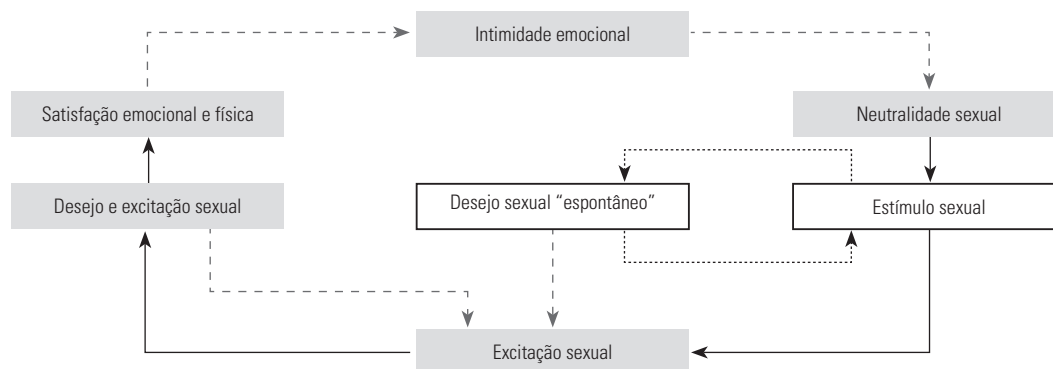 Intimidade emocional
Satisfação emocional e física
Neutralidade sexual
Desejo e excitação sexual
Desejo sexual “espontâneo”
Estímulo sexual
Excitação sexual